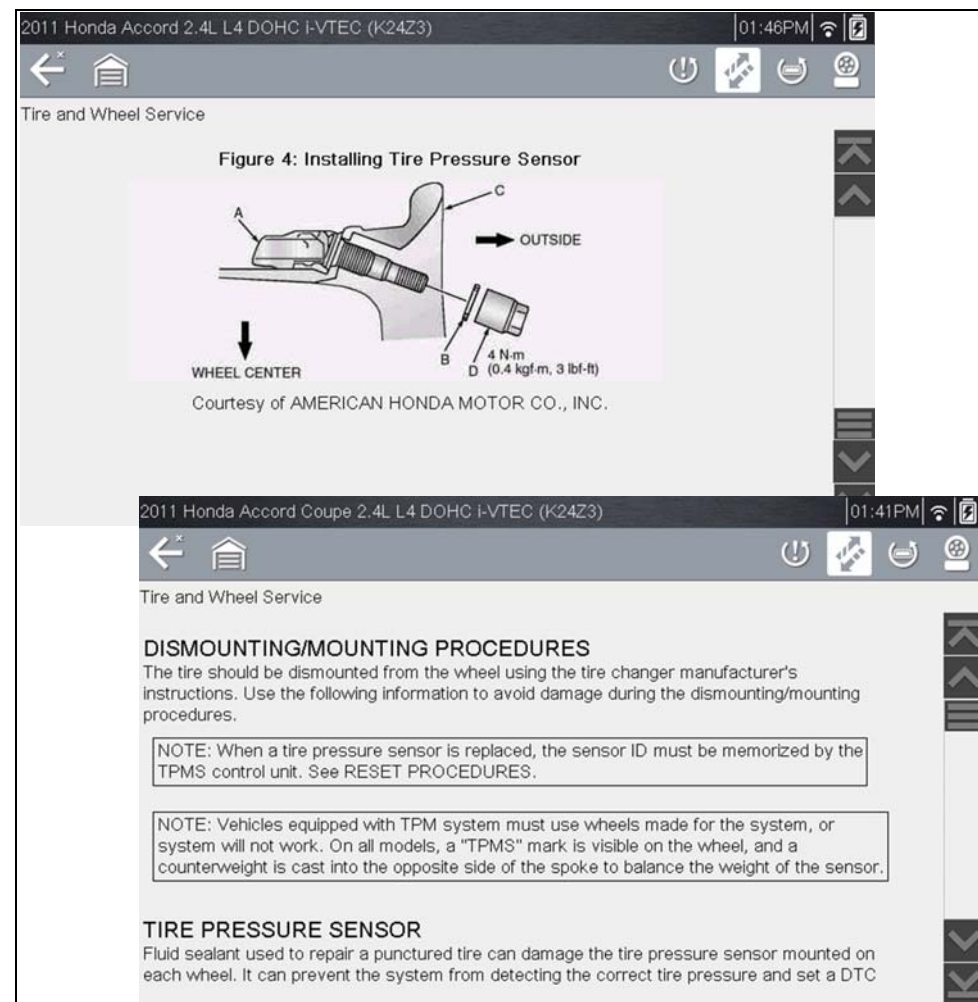 2011 Honda Accord 2.4L L4 DOHC i-VTEC (K24Z3)
01:46PM
Tire and Wheel Service
Figure 4: Installing Tire Pressure Sensor
A
C
OUTSIDE
WHEEL CENTER
B
D
4 N·m
(0.4 kgf·m, 3 lbf-ft)
Courtesy of AMERICAN HONDA MOTOR CO., INC.
2011 Honda Accord Coupe 2.4L L4 DOHC i-VTEC (K24Z3)
01:41PM
Tire and Wheel Service
DISMOUNTING/MOUNTING PROCEDURES
The tire should be dismounted from the wheel using the tire changer manufacturer's
instructions. Use the following information to avoid damage during the dismounting/mounting
procedures.
NOTE: When a tire pressure sensor is replaced, the sensor ID must be memorized by the
TPMS control unit. See RESET PROCEDURES.
NOTE: Vehicles equipped with TPM system must use wheels made for the system, or
system will not work. On all models, a "TPMS" mark is visible on the wheel, and a
counterweight is cast into the opposite side of the spoke to balance the weight of the sensor.
TIRE PRESSURE SENSOR
Fluid sealant used to repair a punctured tire can damage the tire pressure sensor mounted on
each wheel. It can prevent the system from detecting the correct tire pressure and set a DTC